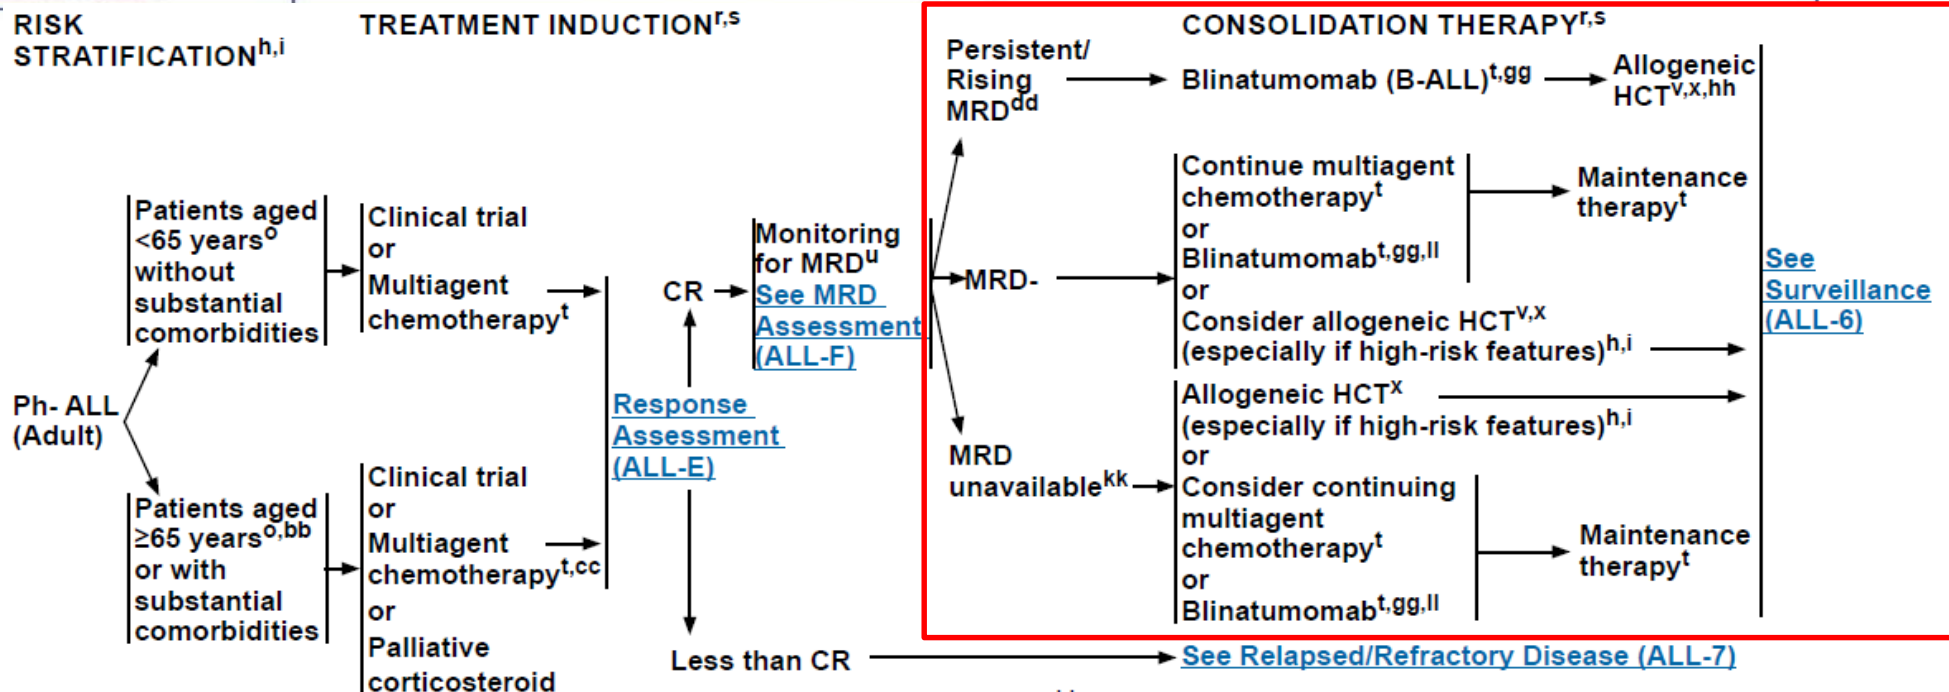 RISK
STRATIFICATIONh,i
TREATMENT INDUCTIONr,s
CONSOLIDATION THERAPYr,s
Ph- ALL
(Adult)
Patients aged
<65 yearso
without
substantial
comorbidities
Clinical trial
or
Multiagent
chemotherapyt
Patients aged
≥65 yearso,bb
or with
substantial
comorbidities
Clinical trial
or
Multiagent
chemotherapyt,cc
or
Palliative
corticosteroid
Response
Assessment
(ALL-E)
CR
Less than CR
See Relapsed/Refractory Disease (ALL-7)
Monitoring
for MRDu
See MRD
Assessment
(ALL-F)
Persistent/
Rising
MRDdd
Blinatumomab (B-ALL)t,gg
Allogeneic
HCTv,x,hh
MRD-
Continue multiagent
chemotherapyt
or
Blinatumomabt,gg,ll
or
Consider allogeneic HCTv,x
(especially if high-risk features)h,i
Maintenance
therapyt
MRD
unavailablekk
Allogeneic HCTx
(especially if high-risk features)h,i
or
Consider continuing
multiagent
chemotherapyt
or
Blinatumomabt,gg,ll
Maintenance
therapyt
See
Surveillance
(ALL-6)